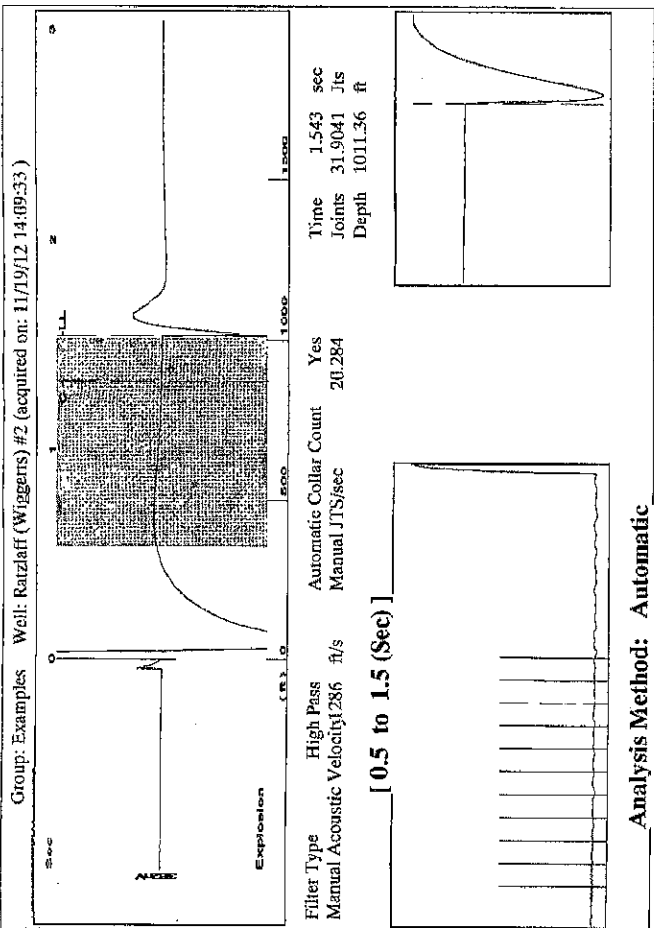 Group: Examples Well: Ratzlaff (Wiggers) #2 (acquired on: 11/19/12 14:09:33 )
Sec
0
1
2
3
Explosion
(ft)
0
500
1000
1500
Filter Type High Pass Automatic Collar Count Yes Time 1.543 sec
Manual Acoustic Velocity1286 ft/s Manual JTS/sec 20.284 Joints 31.9041 Jts
Depth 1011.36 ft
[ 0.5 to 1.5 (Sec) ]
Analysis Method: Automatic